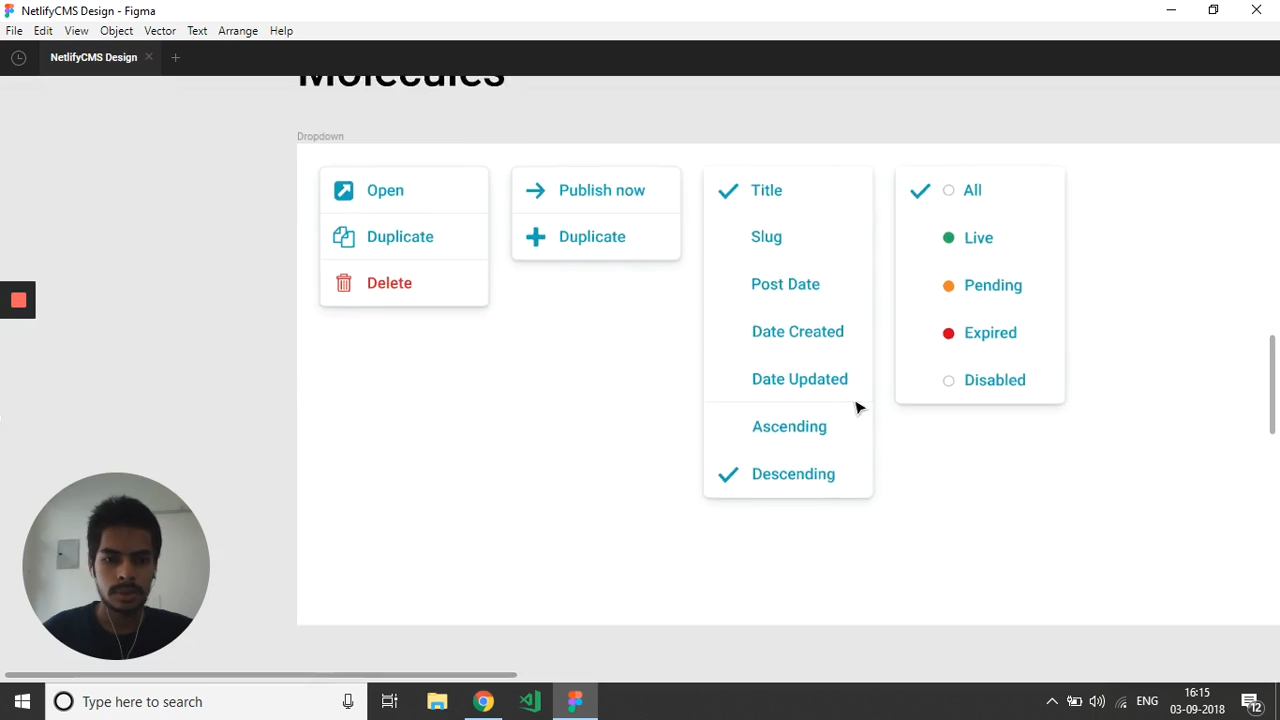 NetlifyCMS Design - Figma
File Edit View Object Vector Text Arrange Help
NetlifyCMS Design
Molecules
Dropdown
Open
Duplicate
Delete
Publish now
Duplicate
Title
Slug
Post Date
Date Created
Date Updated
Ascending
Descending
All
Live
Pending
Expired
Disabled
Type here to search
ENG
16:15
03-09-2018
12